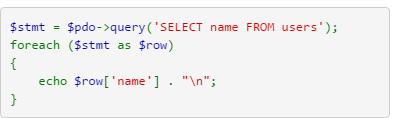 $stmt = $pdo->query('SELECT name FROM users');
foreach ($stmt as $row)
{
    echo $row['name'] . "\n";
}